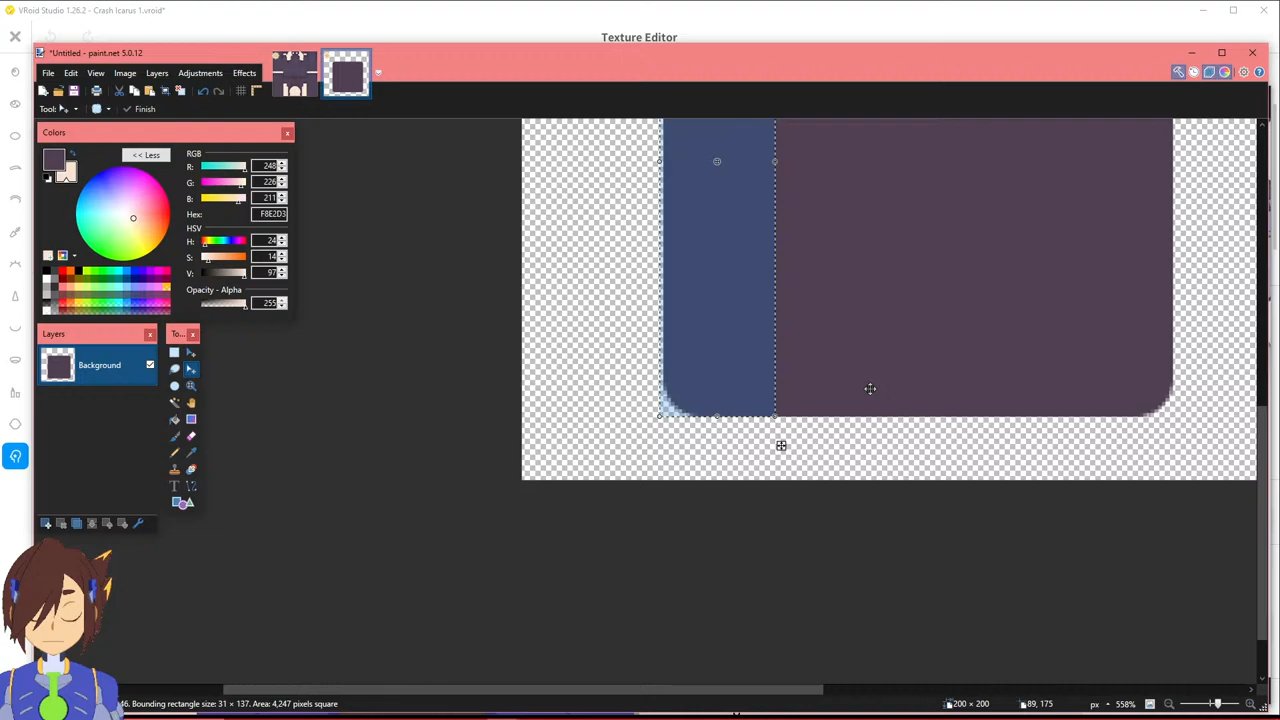 VRoid Studio 1.26.2 - Crash Icarus 1.vroid*
Texture Editor
*Untitled - paint.net 5.0.12
File Edit View Image Layers Adjustments Effects
Tool: Finish
Colors
<< Less
RGB
R: 248
G: 226
B: 211
Hex: F8E2D3
HSV
H: 24
S: 14
V: 97
Opacity - Alpha
255
Layers
To...
Background
46. Bounding rectangle size: 31 × 137. Area: 4,247 pixels square
200 × 200
89, 175
px
558%